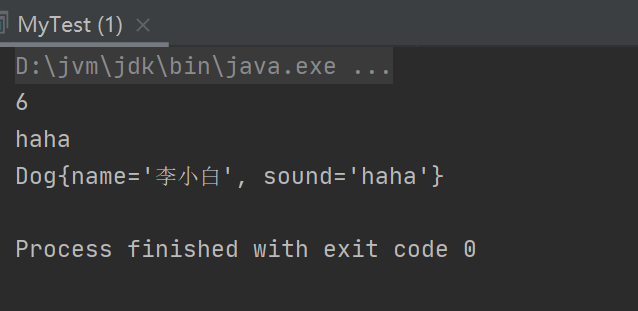 MyTest (1)
D:\jvm\jdk\bin\java.exe ...
6
haha
Dog{name='李小白', sound='haha'}
Process finished with exit code 0